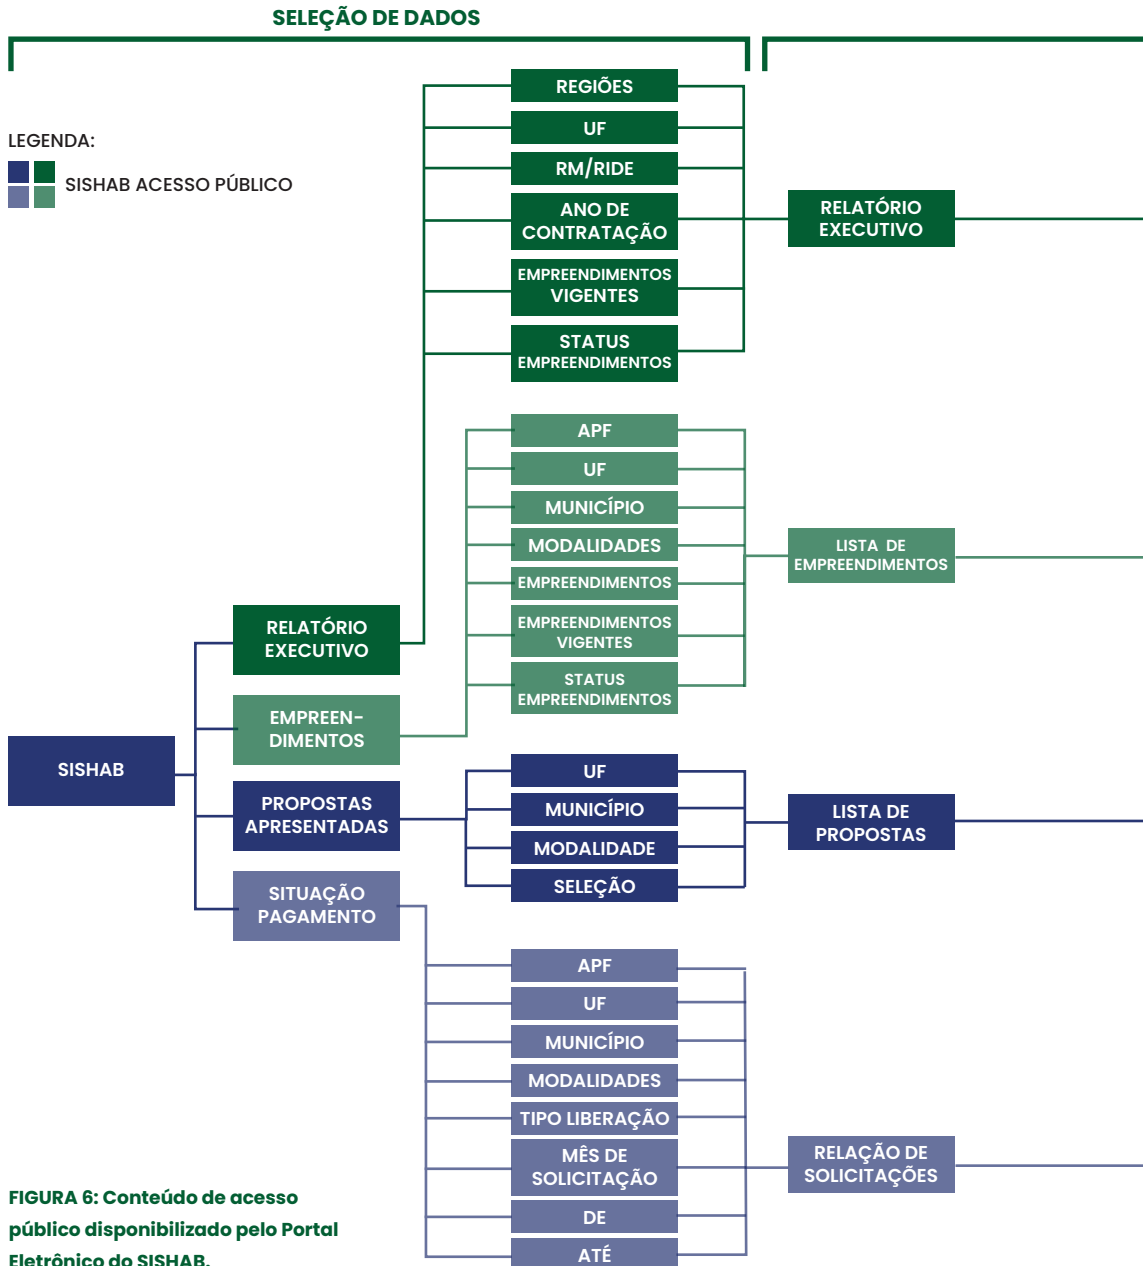 SELEÇÃO DE DADOS
LEGENDA:
SISHAB ACESSO PÚBLICO
REGIÕES
UF
RM/RIDE
ANO DE
CONTRATAÇÃO
EMPREENDIMENTOS
VIGENTES
STATUS
EMPREENDIMENTOS
RELATÓRIO
EXECUTIVO
APF
UF
MUNICÍPIO
MODALIDADES
EMPREENDIMENTOS
EMPREENDIMENTOS
VIGENTES
STATUS
EMPREENDIMENTOS
LISTA DE
EMPREENDIMENTOS
RELATÓRIO
EXECUTIVO
EMPREEN-
DIMENTOS
SISHAB
PROPOSTAS
APRESENTADAS
SITUAÇÃO
PAGAMENTO
UF
MUNICÍPIO
MODALIDADE
SELEÇÃO
LISTA DE
PROPOSTAS
APF
UF
MUNICÍPIO
MODALIDADES
TIPO LIBERAÇÃO
MÊS DE
SOLICITAÇÃO
DE
ATÉ
RELAÇÃO DE
SOLICITAÇÕES
FIGURA 6: Conteúdo de acesso
público disponibilizado pelo Portal
Eletrônico do SISHAB.